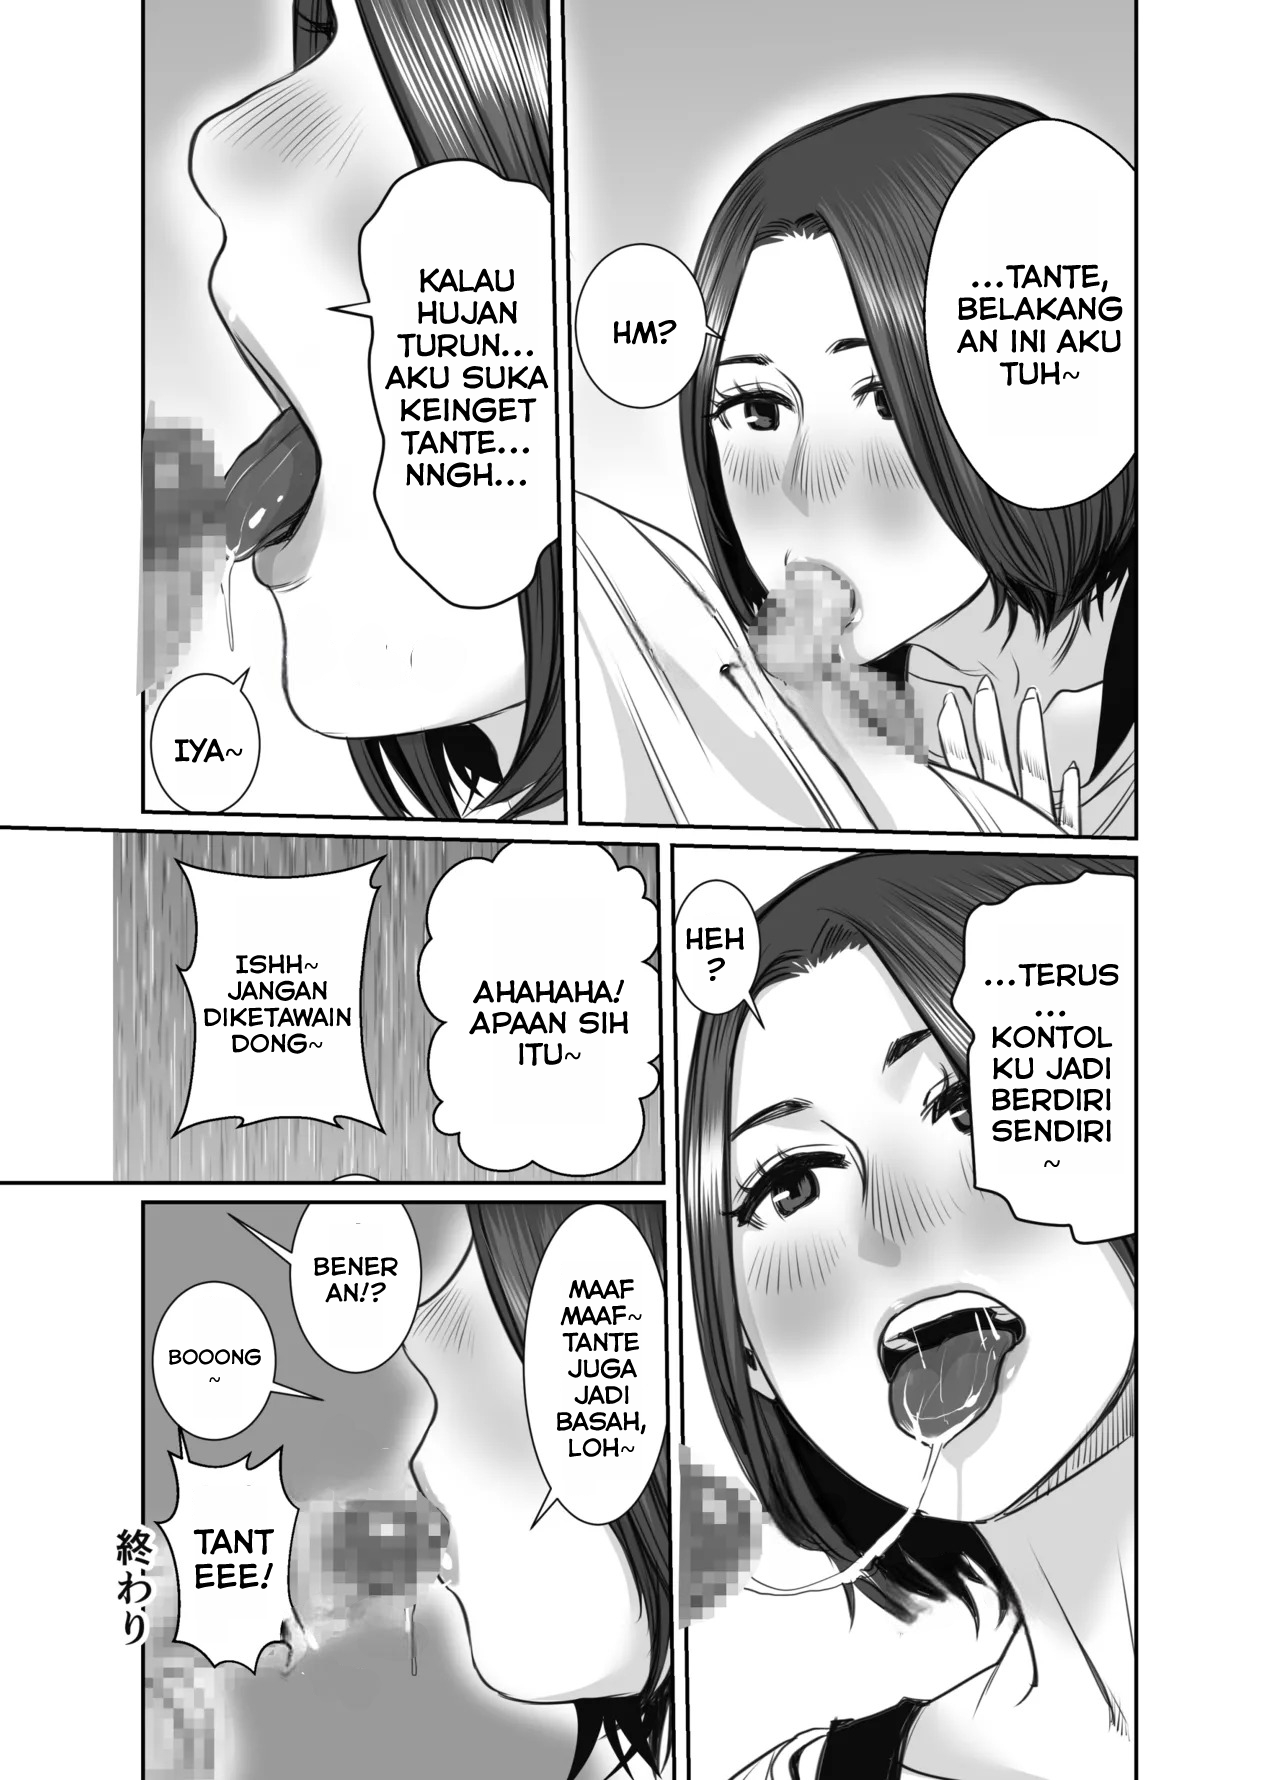 ...TANTE,
BELAKANG
AN INI AKU
TUH~
HM?
KALAU
HUJAN
TURUN...
AKU SUKA
KEINGET
TANTE...
NNGH...
IYA~
...TERUS
...
KONTOL
KU JADI
BERDIRI
SENDIRI
~
HEH
?
AHAHAHA!
APAAN SIH
ITU~
ISHH~
JANGAN
DIKETAWAIN
DONG~
MAAF
MAAF~
TANTE
JUGA
JADI
BASAH,
LOH~
BENER
AN!?
BOOONG
~
TANT
EEE!
終わり